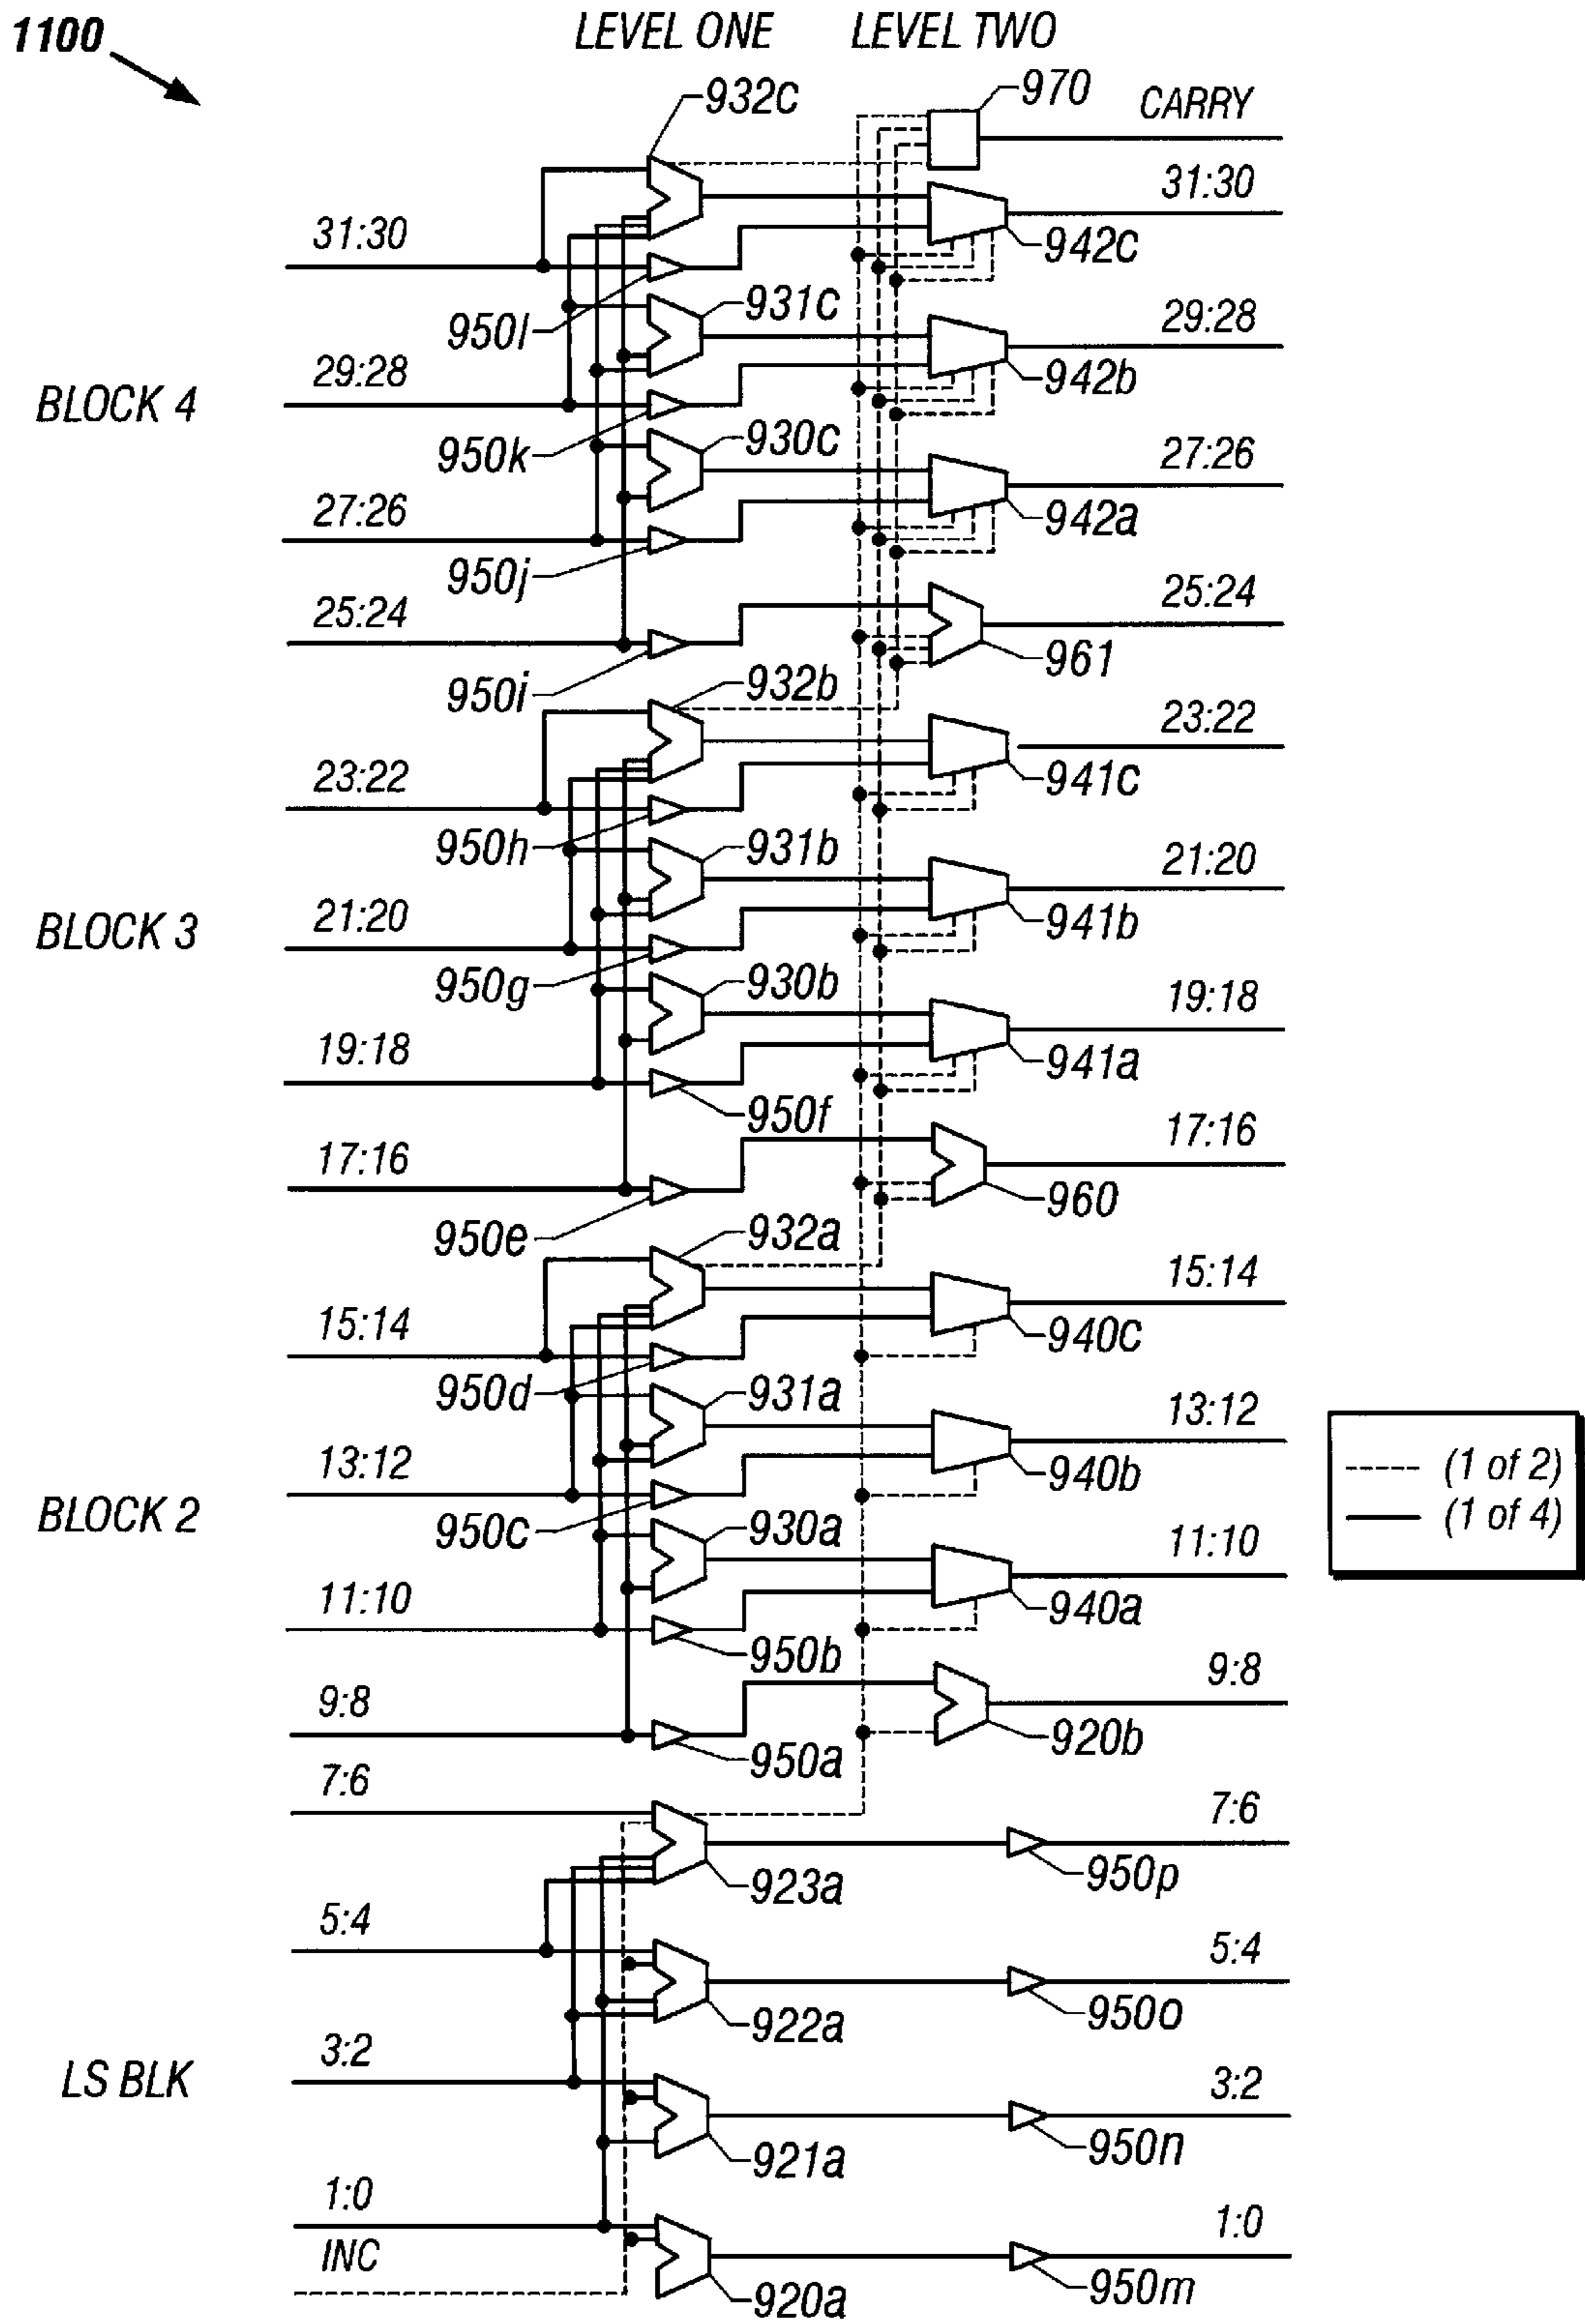 1100
LEVEL ONE
LEVEL TWO
932c
970
CARRY
31:30
31:30
942c
950l
931c
29:28
29:28
942b
BLOCK 4
950k
930c
27:26
27:26
942a
950j
25:24
25:24
961
950i
932b
23:22
23:22
941c
950h
931b
21:20
21:20
941b
BLOCK 3
950g
930b
19:18
19:18
941a
950f
17:16
17:16
960
950e
932a
15:14
15:14
940c
950d
931a
13:12
13:12
940b
(1 of 2)
(1 of 4)
BLOCK 2
950c
930a
11:10
11:10
940a
950b
9:8
9:8
920b
950a
7:6
7:6
923a
950p
5:4
5:4
922a
950o
3:2
3:2
LS BLK
921a
950n
1:0
1:0
INC
920a
950m